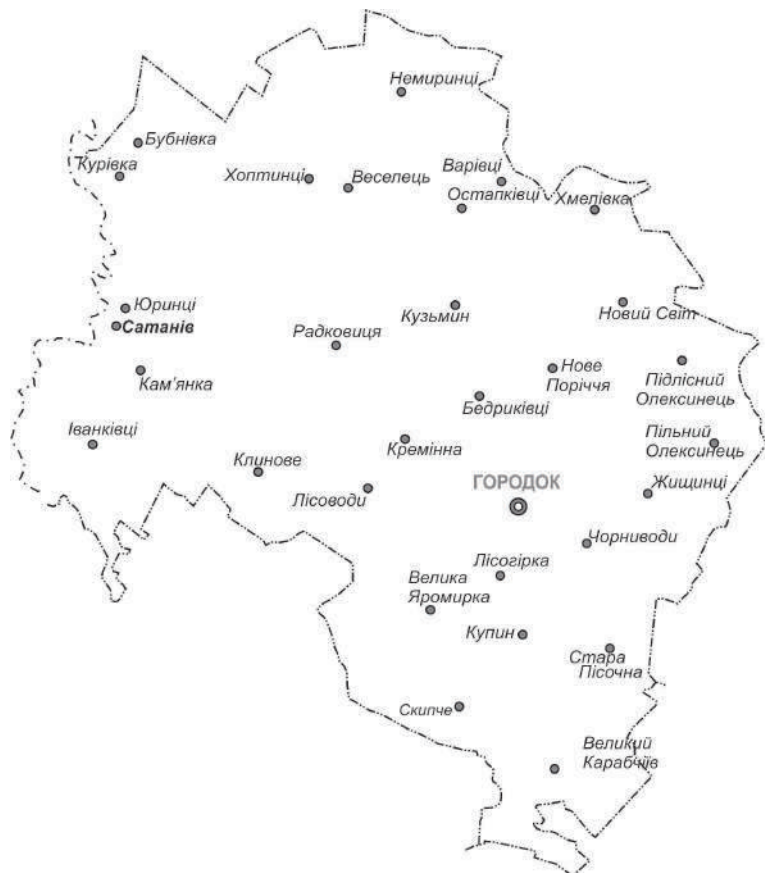 Немиринці
Бубнівка
Курівка
Хоптинці
Веселець
Варівці
Остапківці
Хмелівка
Юринці
Сатанів
Кузьмин
Новий Світ
Радковиця
Кам'янка
Нове
Поріччя
Підлісний
Олексинець
Бедриківці
Іванківці
Кремінна
Пільний
Олексинець
Клинове
Лісоводи
ГОРОДОК
Жищинці
Чорниводи
Лісогірка
Велика
Яромирка
Купин
Стара
Пісочна
Скипче
Великий
Карабчіїв